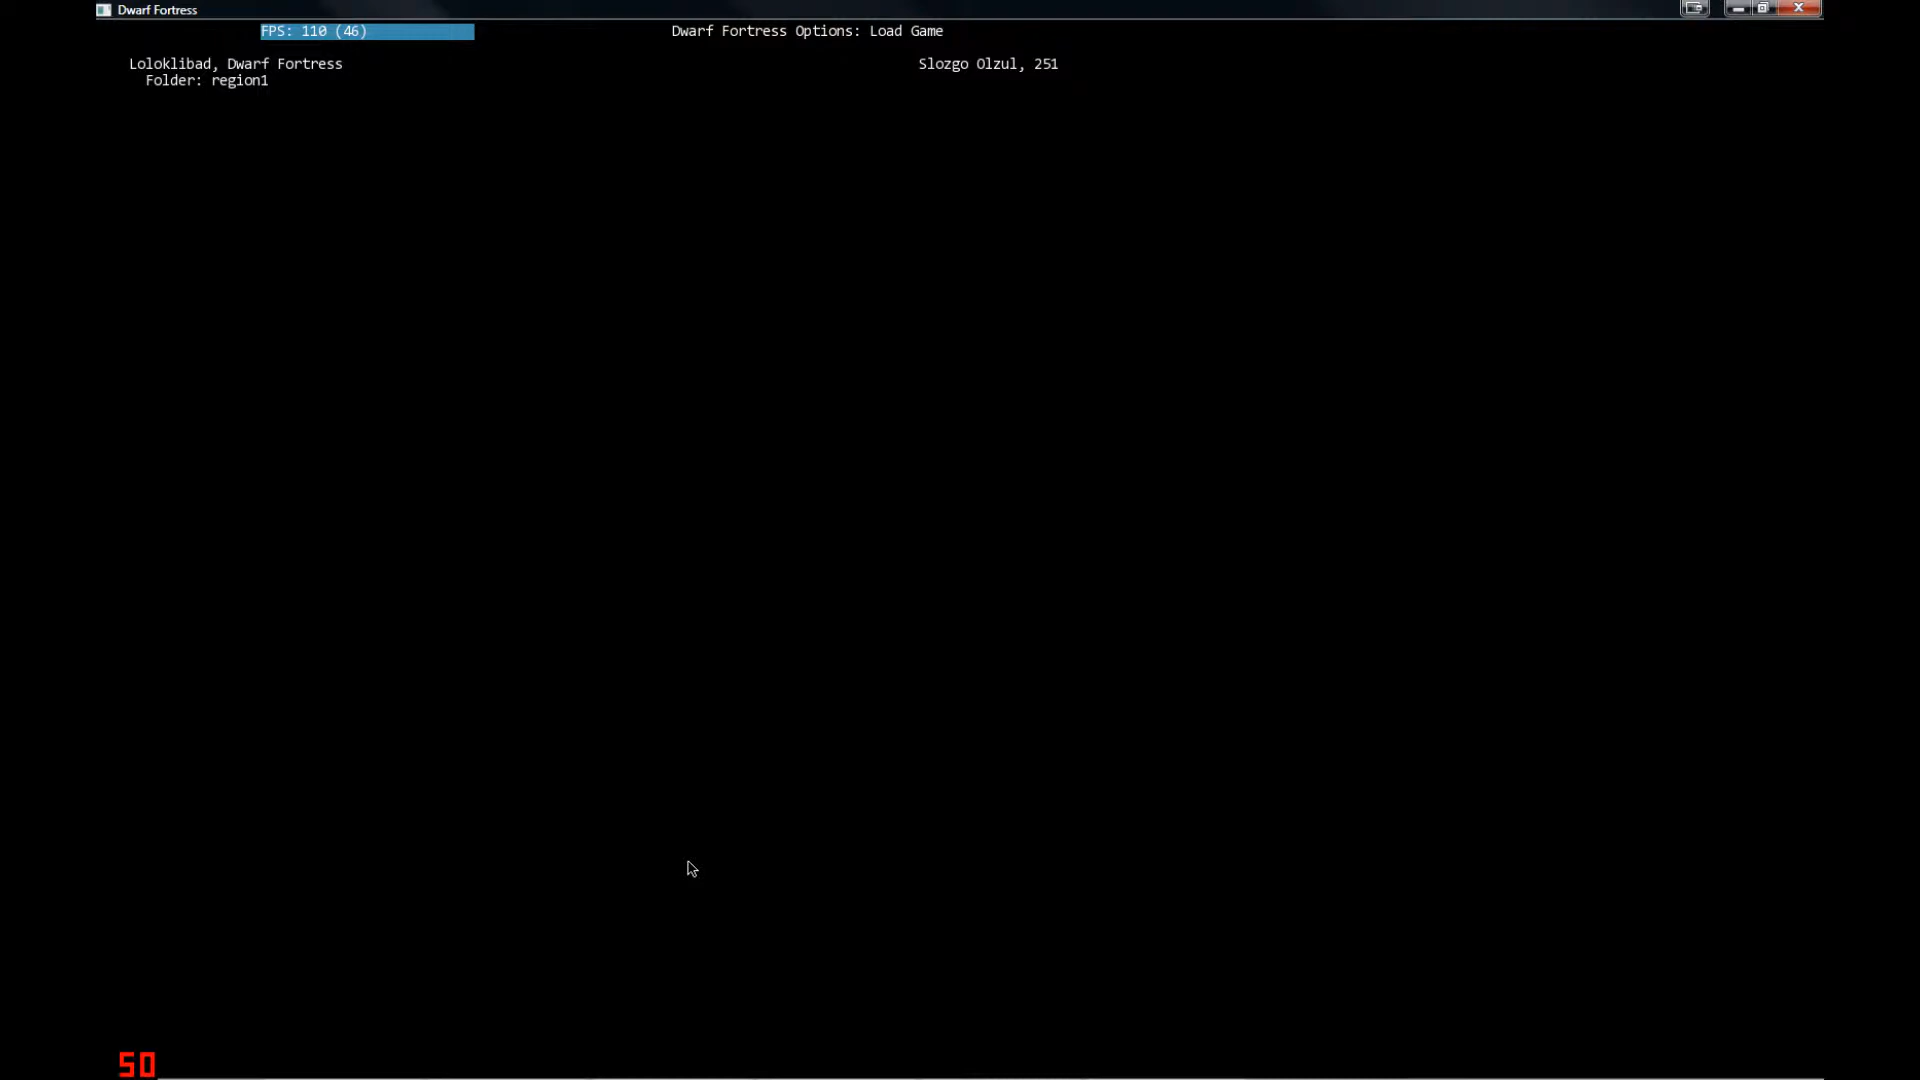 Dwarf Fortress
FPS: 110 (46)
Dwarf Fortress Options: Load Game
Loloklibad, Dwarf Fortress
Slozgo Olzul, 251
Folder: region1
50